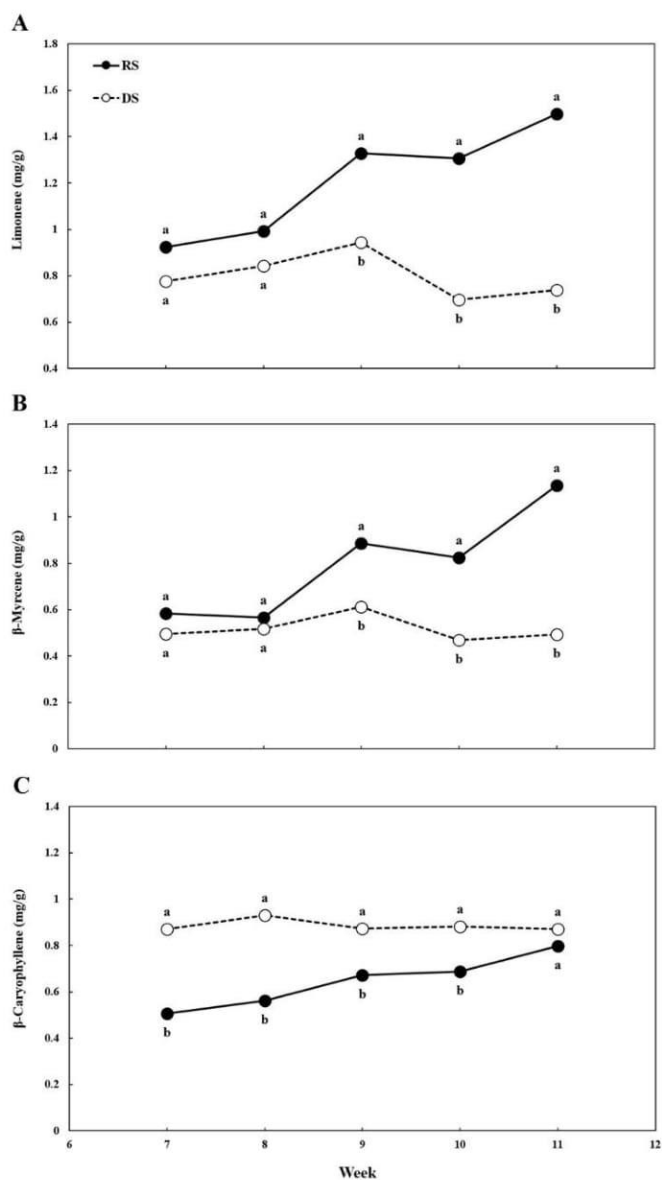 A
1.8
RS
DS
a
1.6
a
a
1.4
1.2
a
a
1
0.8
b
a
a
b
b
0.6
0.4
Limonene (mg/g)
B
1.4
a
1.2
a
a
1
0.8
a
a
0.6
b
a
a
b
b
0.4
0.2
0
β-Myrcene (mg/g)
C
1.4
1.2
a
a
a
a
a
1
0.8
a
0.6
b
b
b
b
0.4
0.2
0
β-Caryophyllene (mg/g)
6 7 8 9 10 11 12
Week